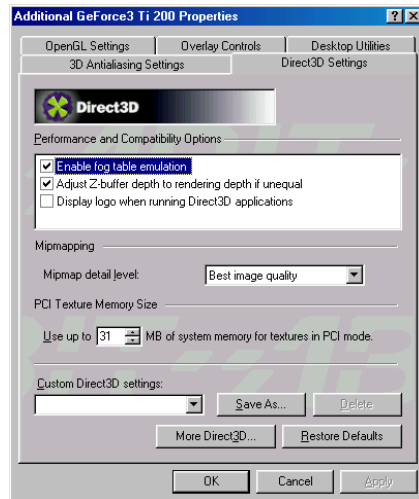 Additional GeForce3 Ti 200 Properties
OpenGL Settings Overlay Controls Desktop Utilities
3D Antialiasing Settings Direct3D Settings
Direct3D
Performance and Compatibility Options
Enable fog table emulation
Adjust Z-buffer depth to rendering depth if unequal
Display logo when running Direct3D applications
Mipmapping
Mipmap detail level: Best image quality
PCI Texture Memory Size
Use up to 31 MB of system memory for textures in PCI mode.
Custom Direct3D settings:
Save As... Delete
More Direct3D... Restore Defaults
OK Cancel Apply